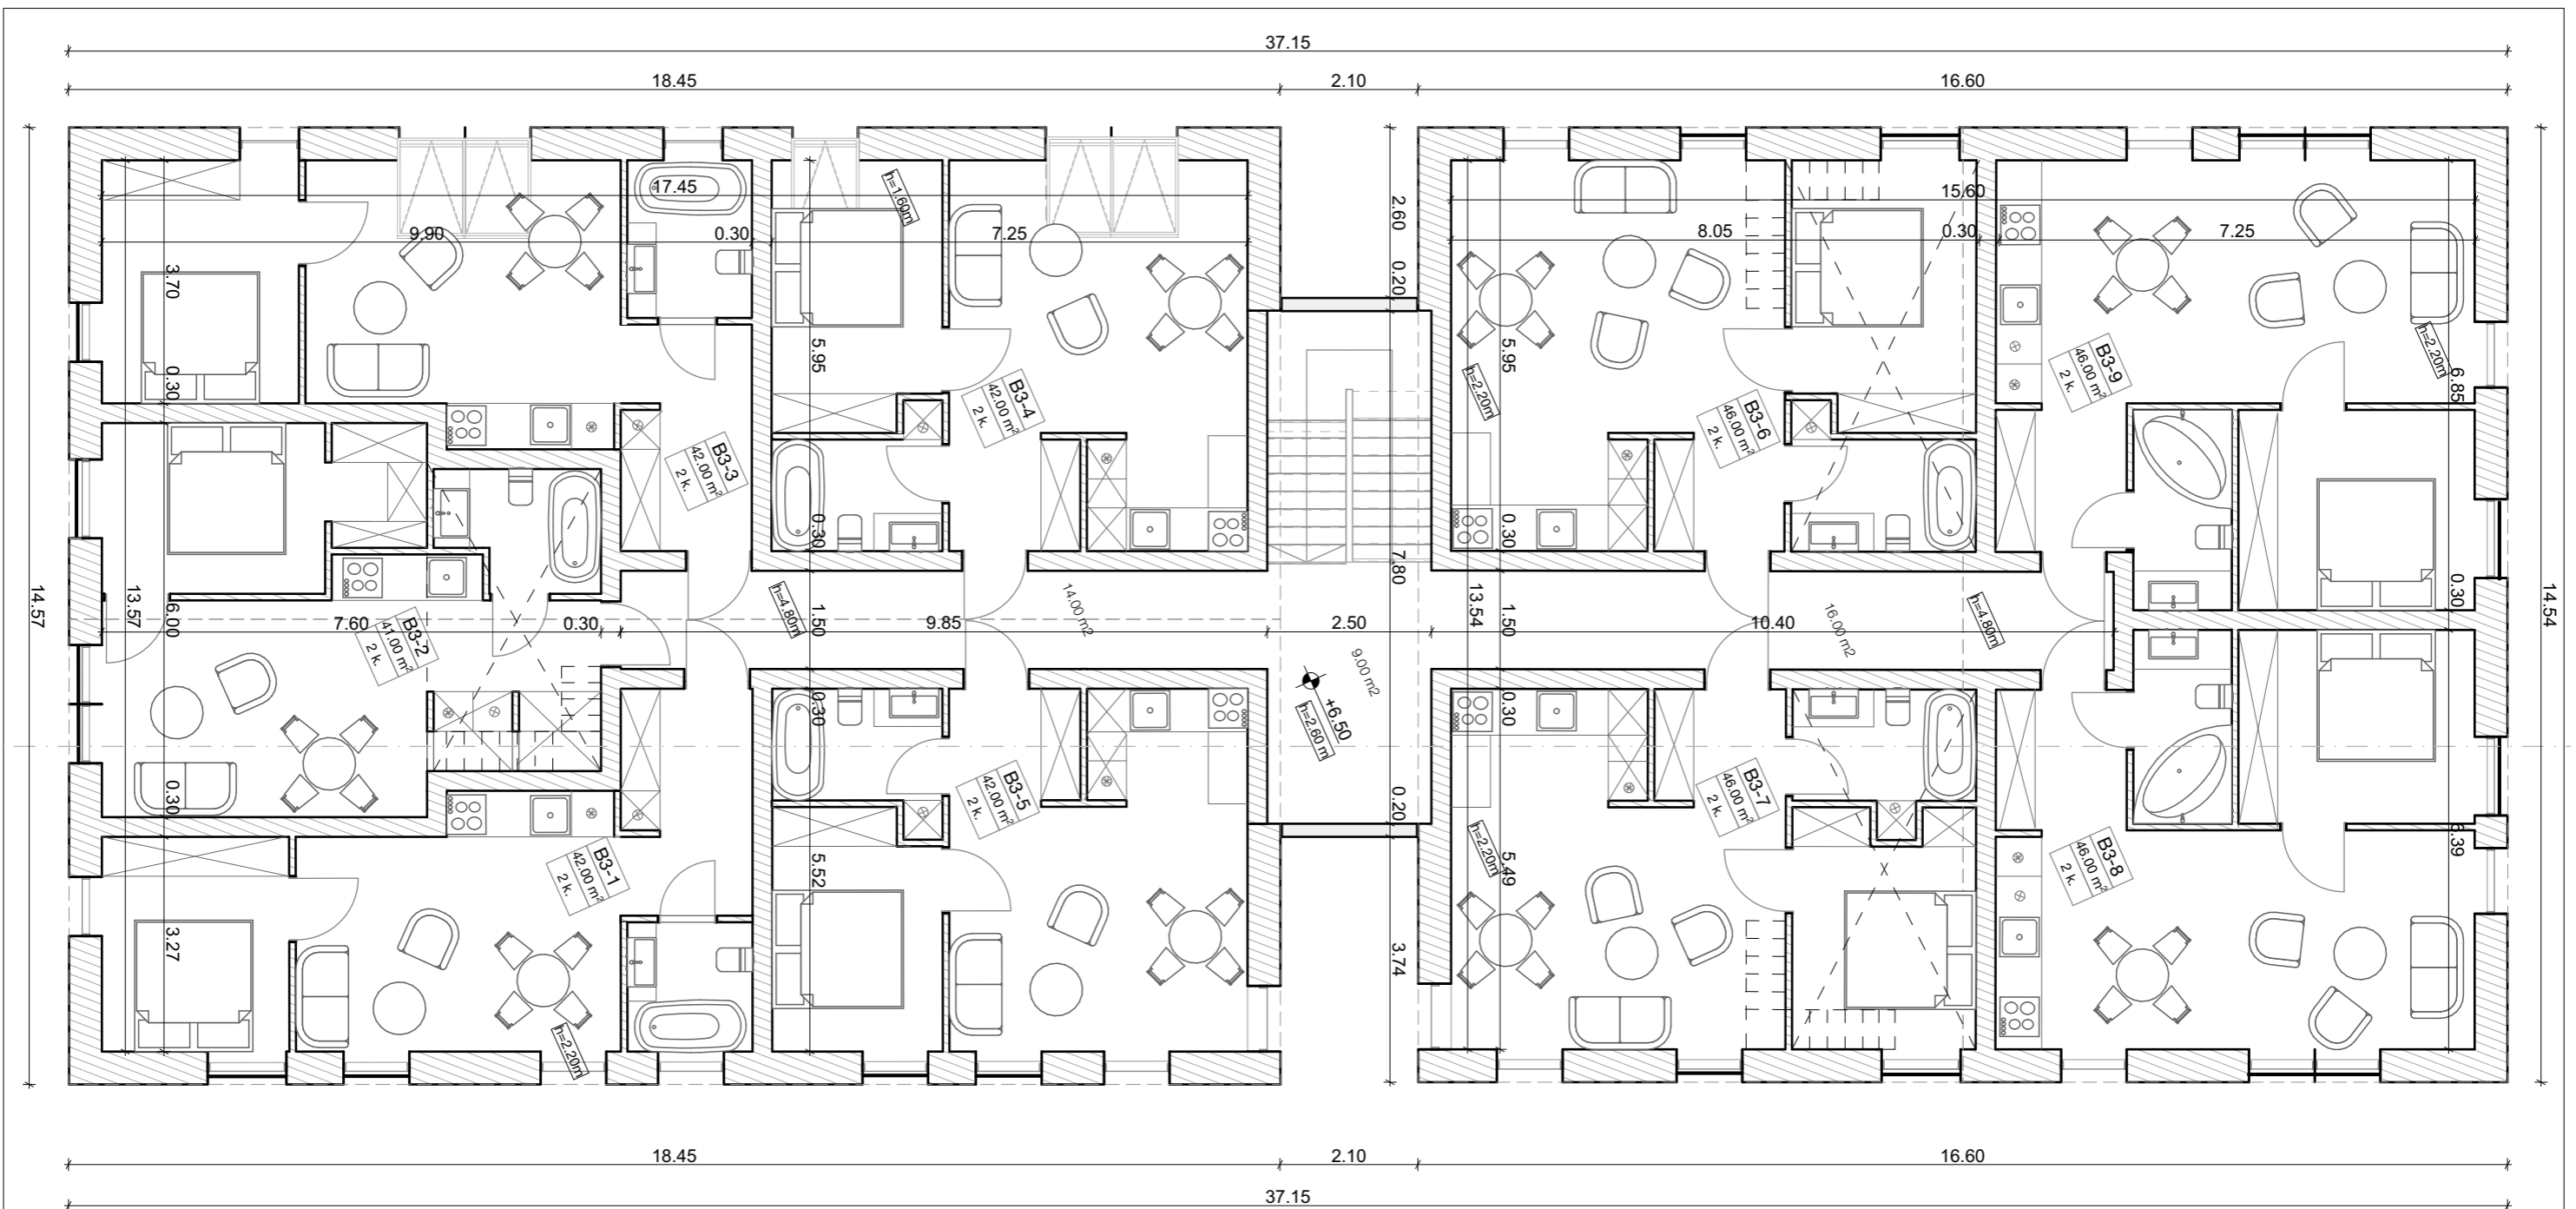 37.15
18.45 2.10 16.60
17.45
15.60
9.90 0.30 7.25
8.05 0.30 7.25
h=1.60m
2.60
0.20
3.70
0.30
5.95
5.95
h=2.20m
h=2.20m
6.85
B3-3
42.00 m²
2 k.
B3-4
42.00 m²
2 k.
B3-6
46.00 m²
2 k.
B3-9
46.00 m²
2 k.
0.30
0.30
0.30
14.57
13.57
6.00
7.80
13.54
14.54
h=4.80m
1.50
14.00 m2
1.50
16.00 m2
h=4.80m
7.60 0.30 9.85 2.50 10.40
B3-2
41.00 m²
2 k.
9.00 m2
+6.50
h=2.60 m
0.30
0.30
0.30
0.20
B3-1
42.00 m²
2 k.
B3-5
42.00 m²
2 k.
B3-7
46.00 m²
2 k.
B3-8
46.00 m²
2 k.
h=2.20m
5.52
5.49
6.39
3.27
3.74
h=2.20m
18.45 2.10 16.60
37.15